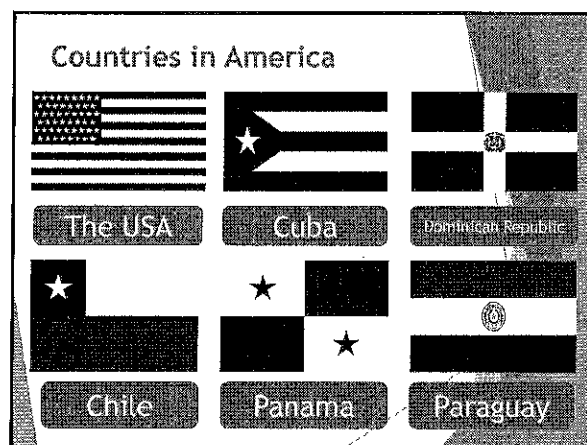 Countries in America
The USA
Cuba
Dominican Republic
Chile
Panama
Paraguay